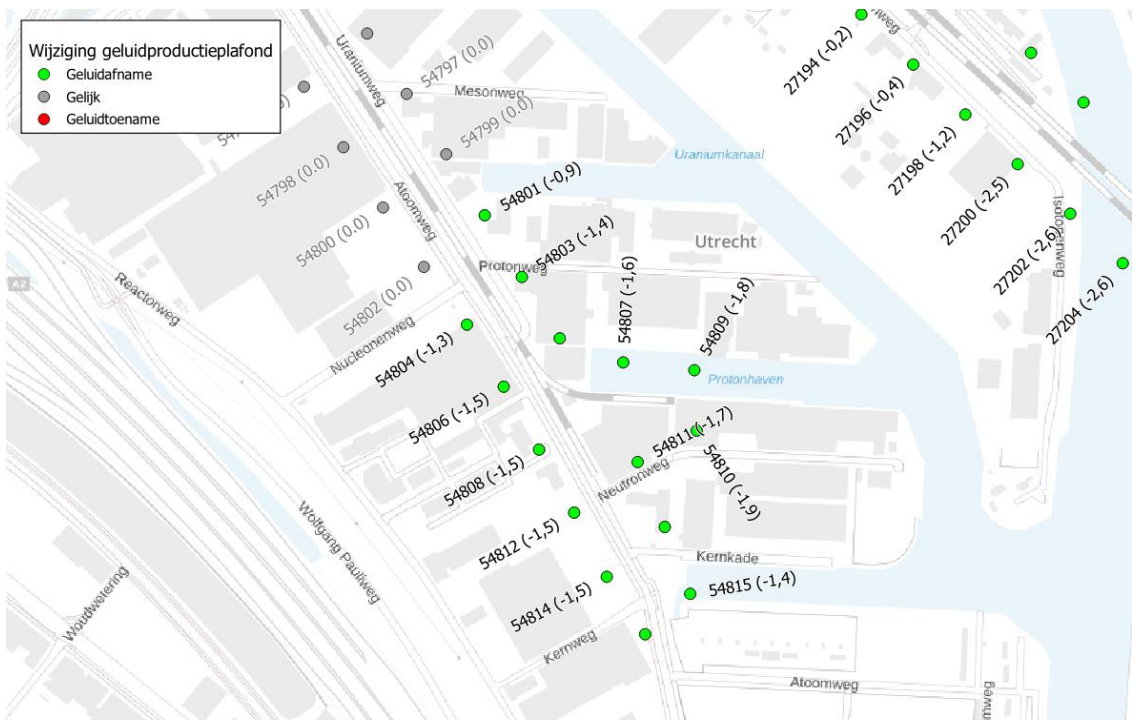 Wijziging geluidproductieplafond
Geluidafname
Gelijk
Geluidtoename
Uraniumweg
54797 (0.0)
Mesonweg
54799 (0.0)
27194 (-0,2)
27196 (-0,4)
27198 (-1,2)
27200 (-2,5)
27202 (-2,6)
27204 (-2,6)
Isotopenweg
Uraniumkanaal
54798 (0.0)
54800 (0.0)
54802 (0.0)
Atoomweg
54801 (-0,9)
54803 (-1,4)
Protonweg
Utrecht
A2
Reactorweg
Nucleonenweg
54804 (-1,3)
54807 (-1,6)
54809 (-1,8)
Protonhaven
54806 (-1,5)
54808 (-1,5)
54811 (-1,7)
54810 (-1,9)
Neutronweg
Wolfgang Pauliweg
54812 (-1,5)
Kernkade
54814 (-1,5)
54815 (-1,4)
Kernweg
Woudwetering
Atoomweg